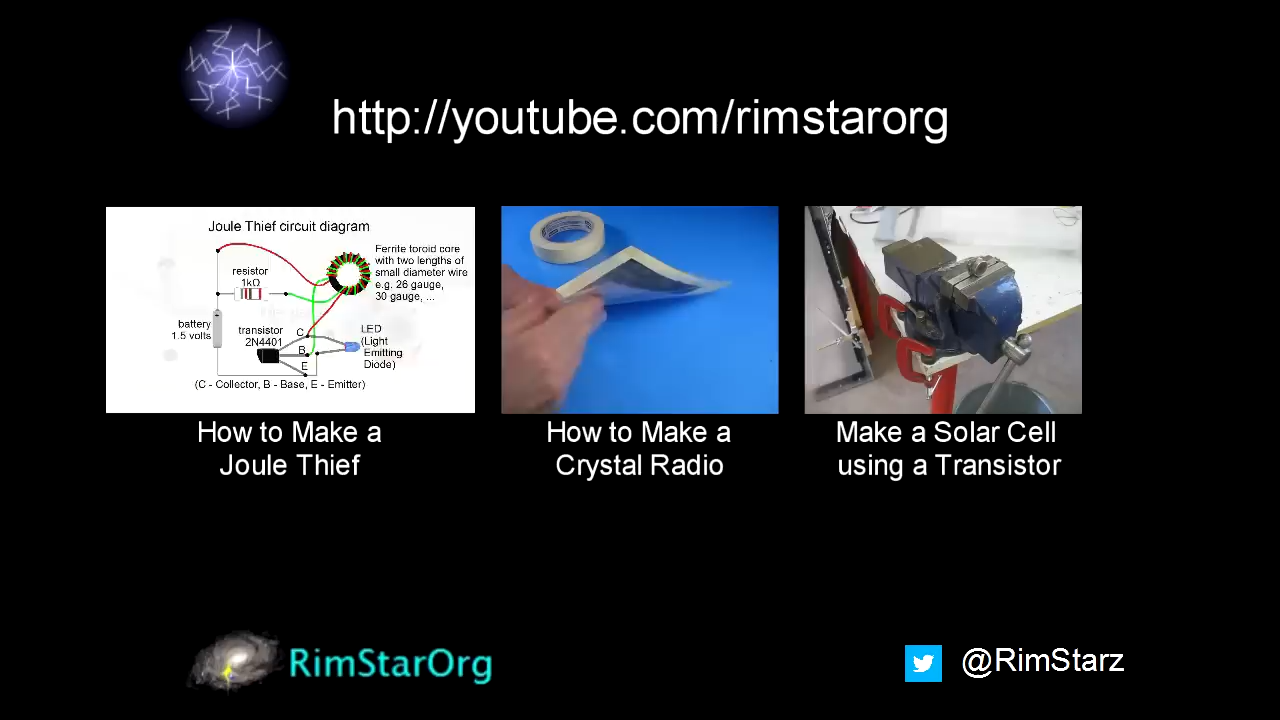 http://youtube.com/rimstarorg
Joule Thief circuit diagram
Ferrite toroid core
with two lengths of
small diameter wire
e.g. 26 gauge,
30 gauge, ...
resistor
1kΩ
battery
1.5 volts
+
transistor
2N4401
C
B
E
LED
(Light
Emitting
Diode)
(C - Collector, B - Base, E - Emitter)
How to Make a
Joule Thief
How to Make a
Crystal Radio
Make a Solar Cell
using a Transistor
RimStarOrg
@RimStarz